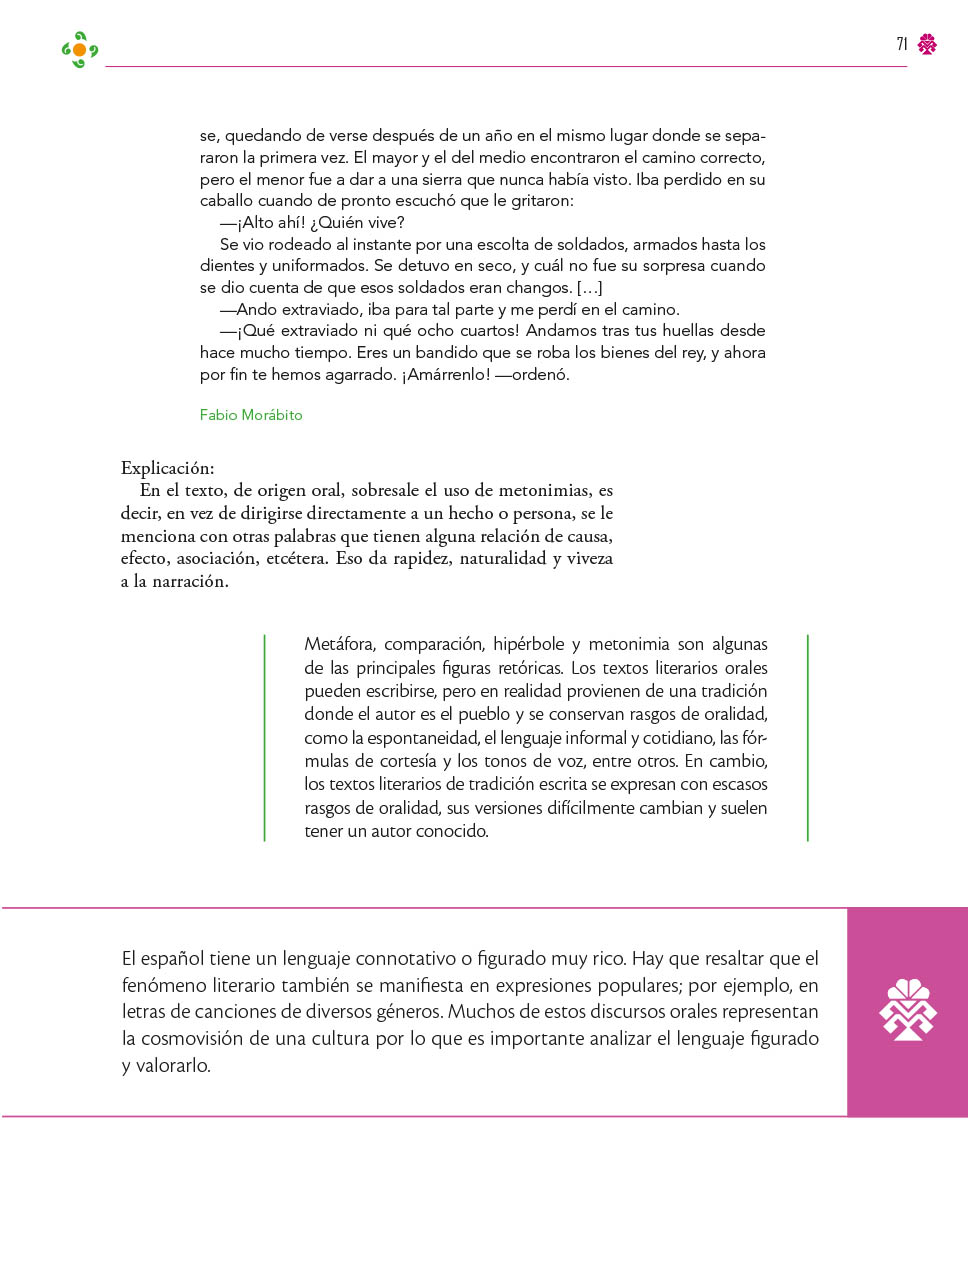 71
se, quedando de verse después de un año en el mismo lugar donde se sepa-
raron la primera vez. El mayor y el del medio encontraron el camino correcto,
pero el menor fue a dar a una sierra que nunca había visto. Iba perdido en su
caballo cuando de pronto escuchó que le gritaron:
—¡Alto ahí! ¿Quién vive?
Se vio rodeado al instante por una escolta de soldados, armados hasta los
dientes y uniformados. Se detuvo en seco, y cuál no fue su sorpresa cuando
se dio cuenta de que esos soldados eran changos. [...]
—Ando extraviado, iba para tal parte y me perdí en el camino.
—¡Qué extraviado ni qué ocho cuartos! Andamos tras tus huellas desde
hace mucho tiempo. Eres un bandido que se roba los bienes del rey, y ahora
por fin te hemos agarrado. ¡Amárrenlo! —ordenó.
Fabio Morábito
Explicación:
En el texto, de origen oral, sobresale el uso de metonimias, es
decir, en vez de dirigirse directamente a un hecho o persona, se le
menciona con otras palabras que tienen alguna relación de causa,
efecto, asociación, etcétera. Eso da rapidez, naturalidad y viveza
a la narración.
Metáfora, comparación, hipérbole y metonimia son algunas
de las principales figuras retóricas. Los textos literarios orales
pueden escribirse, pero en realidad provienen de una tradición
donde el autor es el pueblo y se conservan rasgos de oralidad,
como la espontaneidad, el lenguaje informal y cotidiano, las fór-
mulas de cortesía y los tonos de voz, entre otros. En cambio,
los textos literarios de tradición escrita se expresan con escasos
rasgos de oralidad, sus versiones difícilmente cambian y suelen
tener un autor conocido.
El español tiene un lenguaje connotativo o figurado muy rico. Hay que resaltar que el
fenómeno literario también se manifiesta en expresiones populares; por ejemplo, en
letras de canciones de diversos géneros. Muchos de estos discursos orales representan
la cosmovisión de una cultura por lo que es importante analizar el lenguaje figurado
y valorarlo.